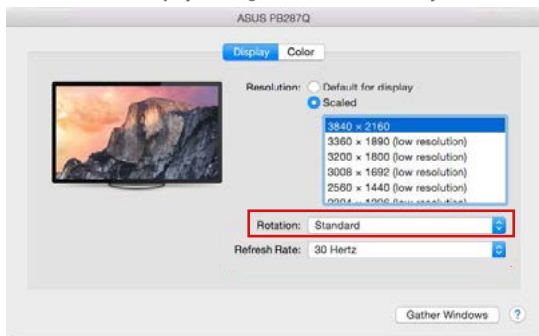 ASUS PB287Q
Display Color
Resolution: Default for display
Scaled
3840 × 2160
3360 × 1890 (low resolution)
3200 × 1800 (low resolution)
3008 × 1692 (low resolution)
2560 × 1440 (low resolution)
Rotation: Standard
Refresh Rate: 30 Hertz
Gather Windows ?